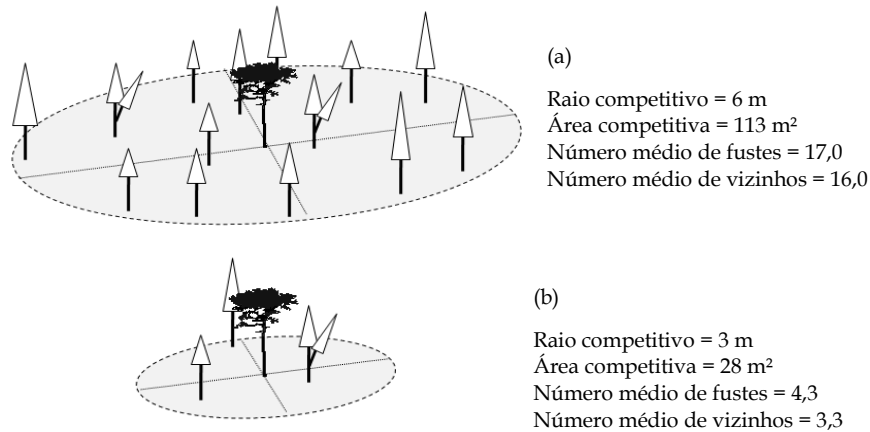 (a)
Raio competitivo = 6 m
Área competitiva = 113 m²
Número médio de fustes = 17,0
Número médio de vizinhos = 16,0
(b)
Raio competitivo = 3 m
Área competitiva = 28 m²
Número médio de fustes = 4,3
Número médio de vizinhos = 3,3